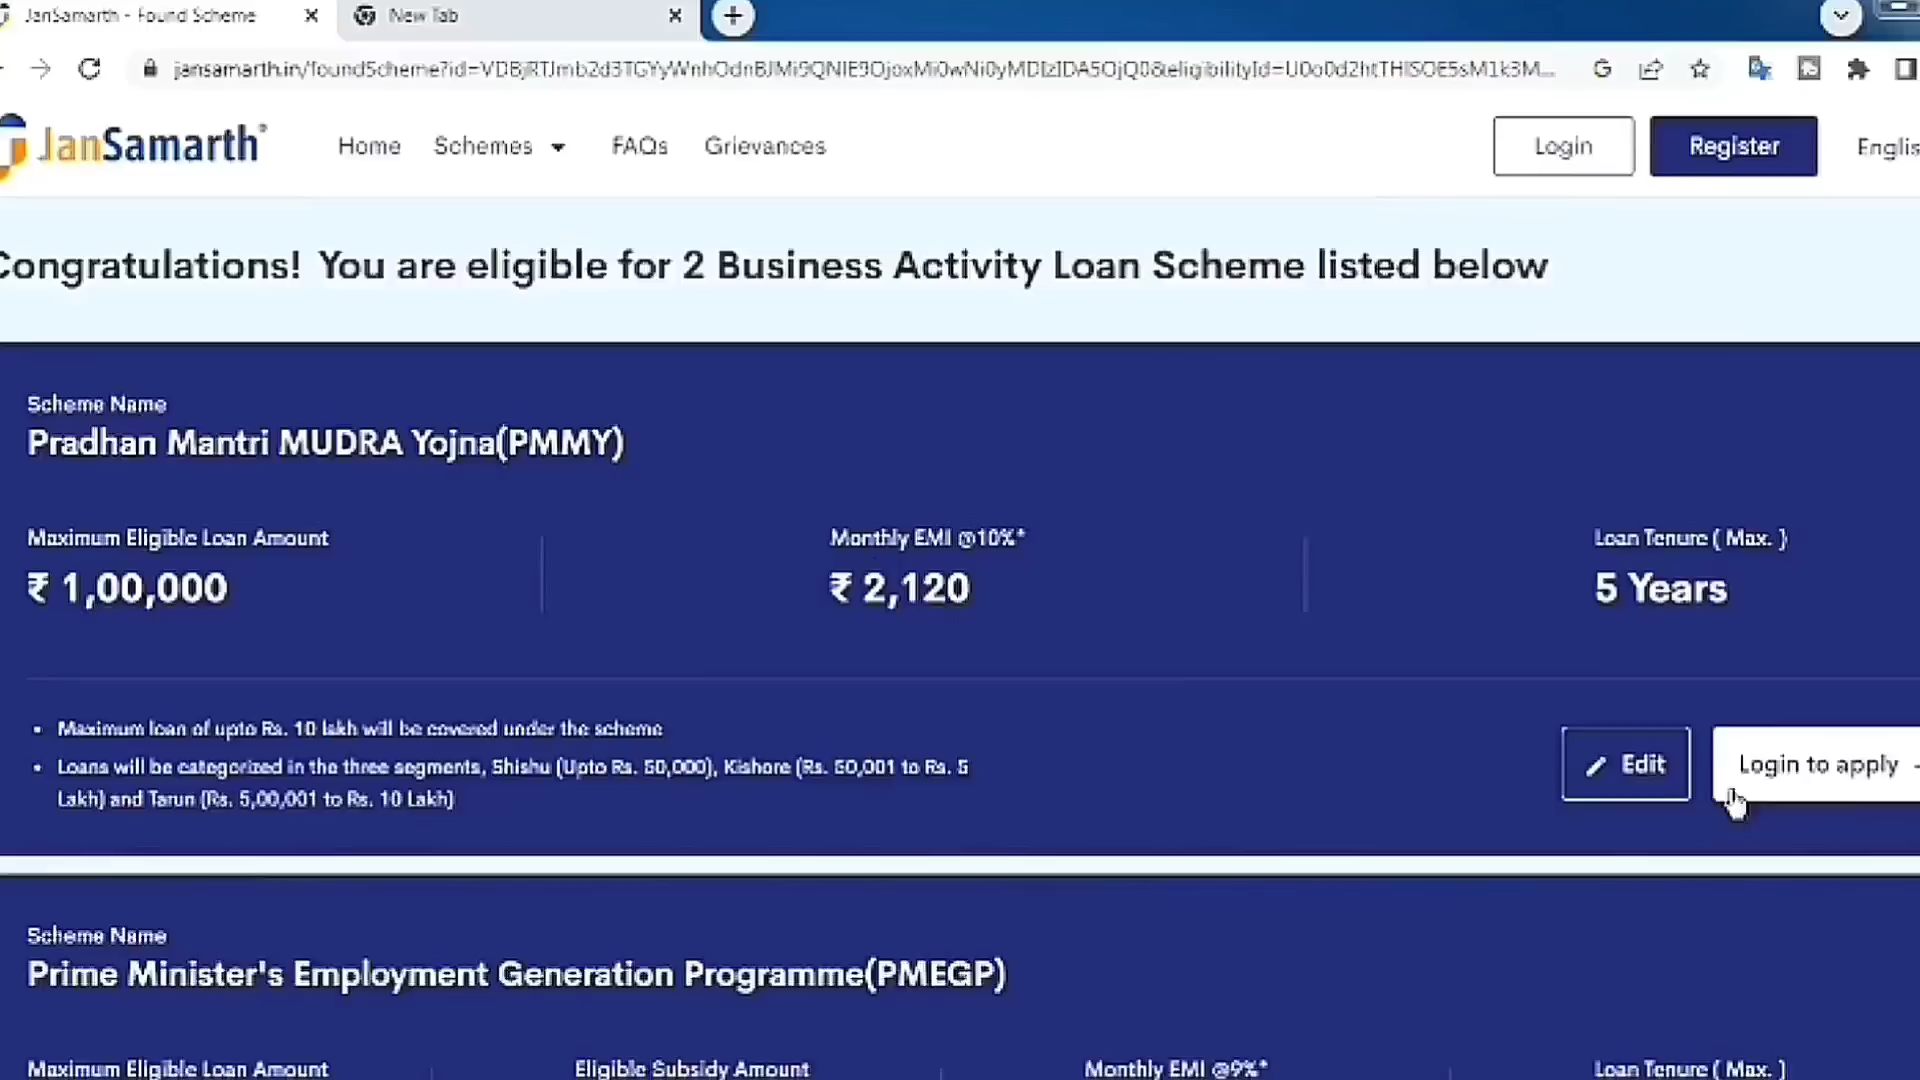 JanSamarth - Found Scheme
New Tab
JanSamarth
Home
Schemes
FAQs
Grievances
Login
Register
Congratulations! You are eligible for 2 Business Activity Loan Scheme listed below
Scheme Name
Pradhan Mantri MUDRA Yojna(PMMY)
Maximum Eligible Loan Amount
Monthly EMI @10%*
Loan Tenure ( Max. )
₹ 1,00,000
₹ 2,120
5 Years
• Maximum loan of upto Rs. 10 lakh will be covered under the scheme
• Loans will be categorized in the three segments, Shishu (Upto Rs. 50,000), Kishore (Rs. 50,001 to Rs. 5
Lakh) and Tarun (Rs. 5,00,001 to Rs. 10 Lakh)
Edit
Login to apply
Scheme Name
Prime Minister's Employment Generation Programme(PMEGP)
Maximum Eligible Loan Amount
Eligible Subsidy Amount
Monthly EMI @9%*
Loan Tenure ( Max. )